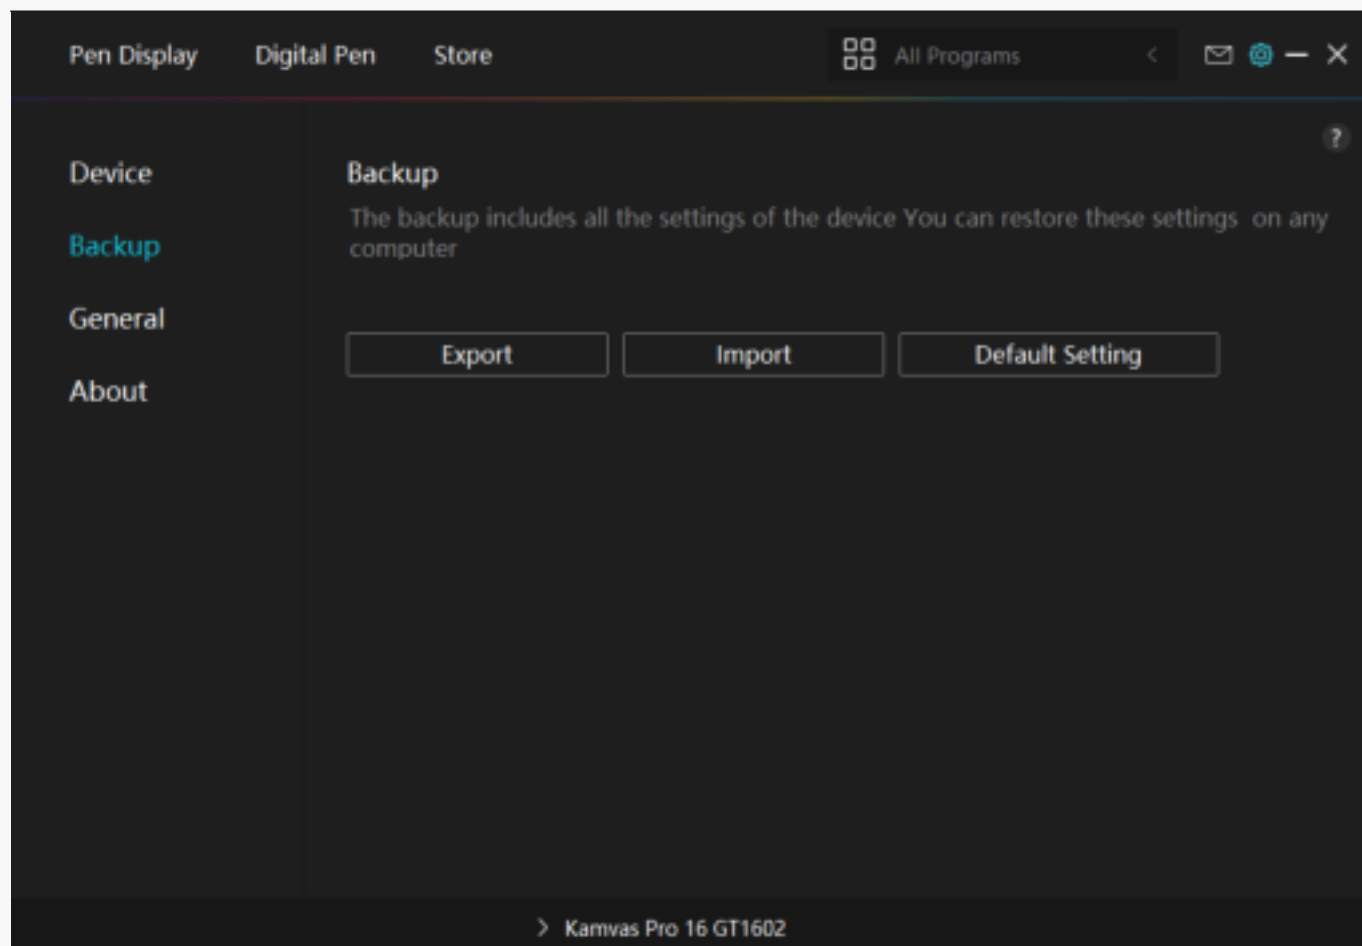 Pen Display Digital Pen Store All Programs
?
Device
Backup
General
About
Backup
The backup includes all the settings of the device You can restore these settings on any
computer
Export Import Default Setting
Kamvas Pro 16 GT1602